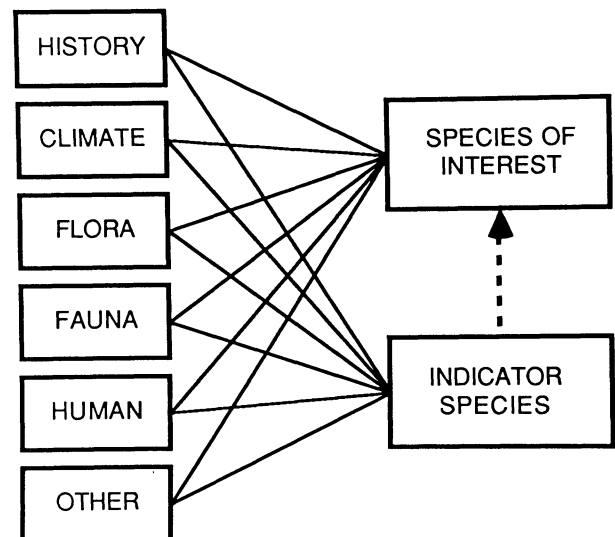 HISTORY
CLIMATE
FLORA
FAUNA
HUMAN
OTHER
SPECIES OF
INTEREST
INDICATOR
SPECIES